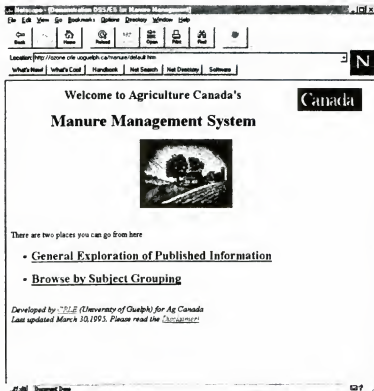 Netscape - [Demonstration DSS/ES for Manure Management]
File Edit View Go Bookmarks Options Directory Window Help
Back Home Reload Open Print Find
Location: http://ozone.crle.uoguelph.ca/manure/default.htm
What's New! What's Cool Handbook Net Search Net Directory Software
N
Welcome to Agriculture Canada's
Canada
Manure Management System
There are two places you can go from here
• General Exploration of Published Information
• Browse by Subject Grouping
Developed by CRLE (University of Guelph) for Ag Canada
Last updated March 30, 1995. Please read the Disclaimer!
Document Done